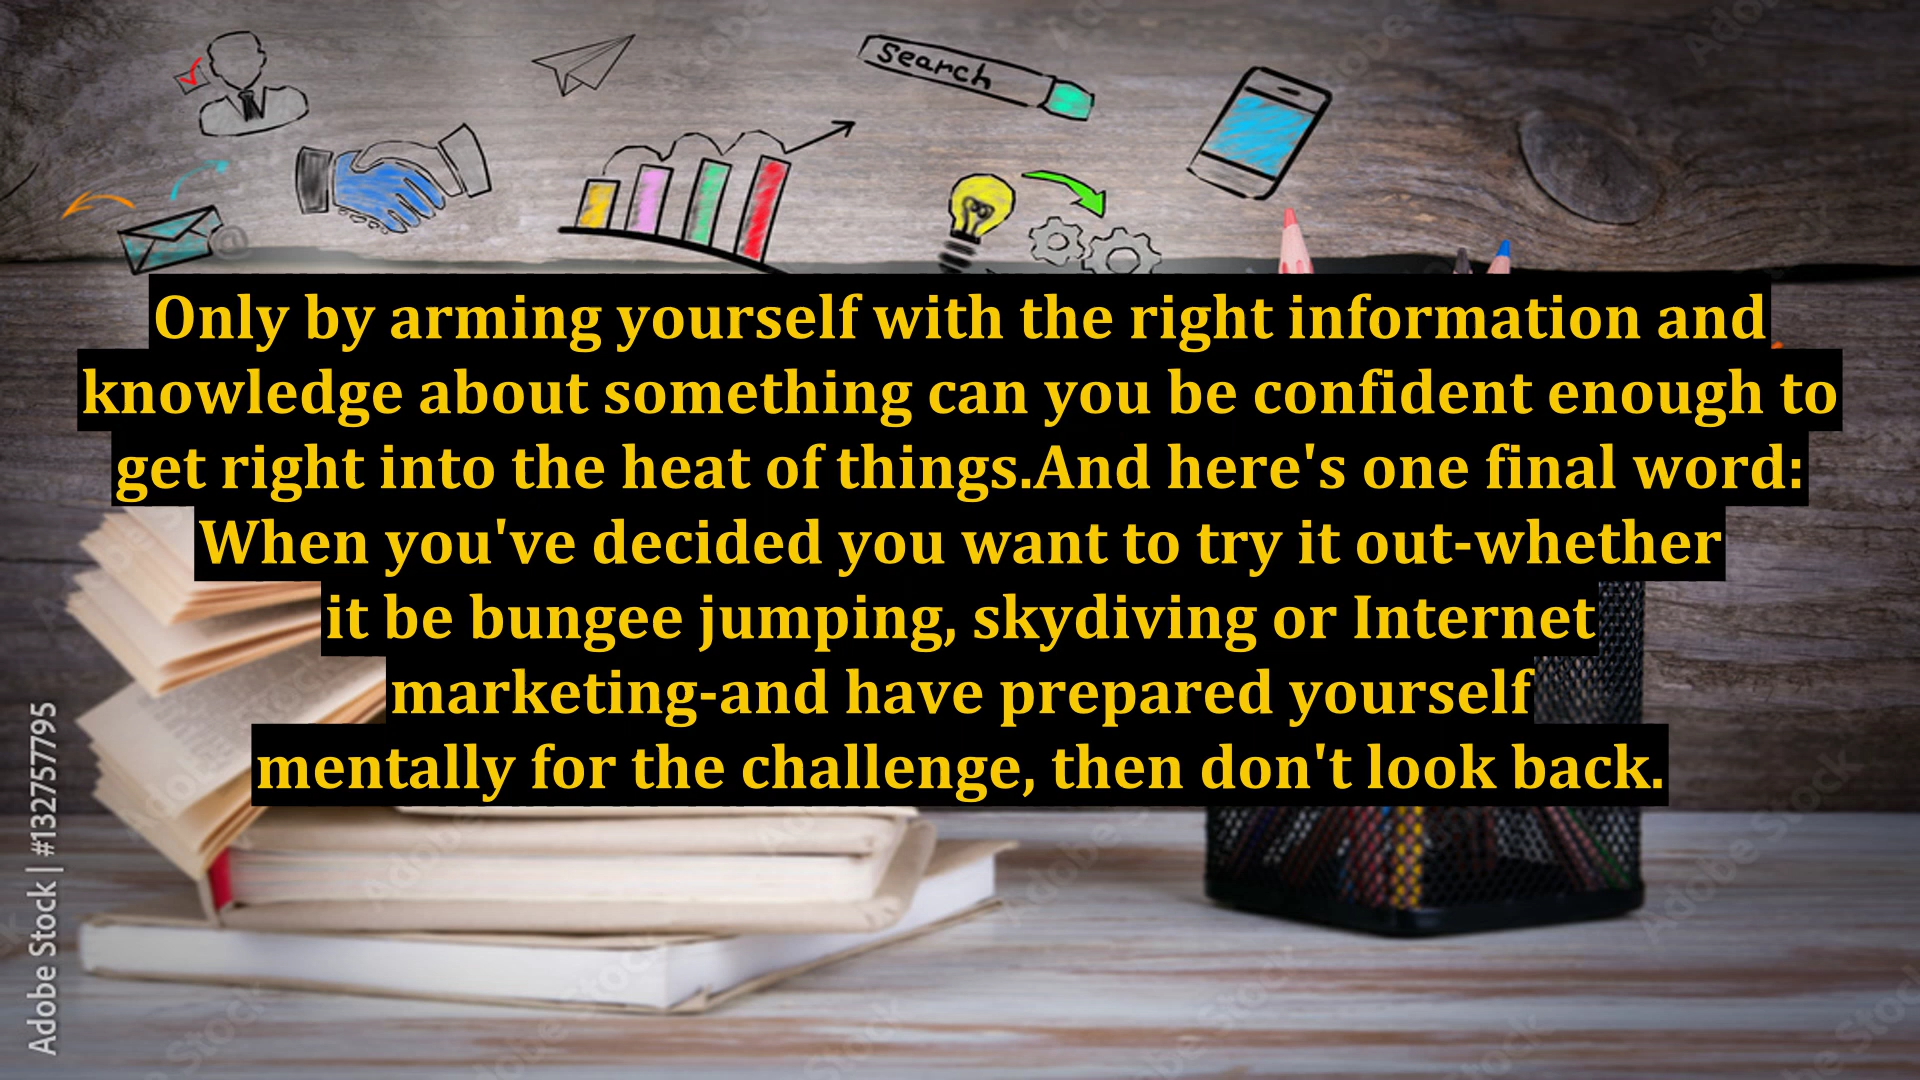 Search
Only by arming yourself with the right information and
knowledge about something can you be confident enough to
get right into the heat of things.And here's one final word:
When you've decided you want to try it out-whether
it be bungee jumping, skydiving or Internet
marketing-and have prepared yourself
mentally for the challenge, then don't look back.
Adobe Stock | #132757795